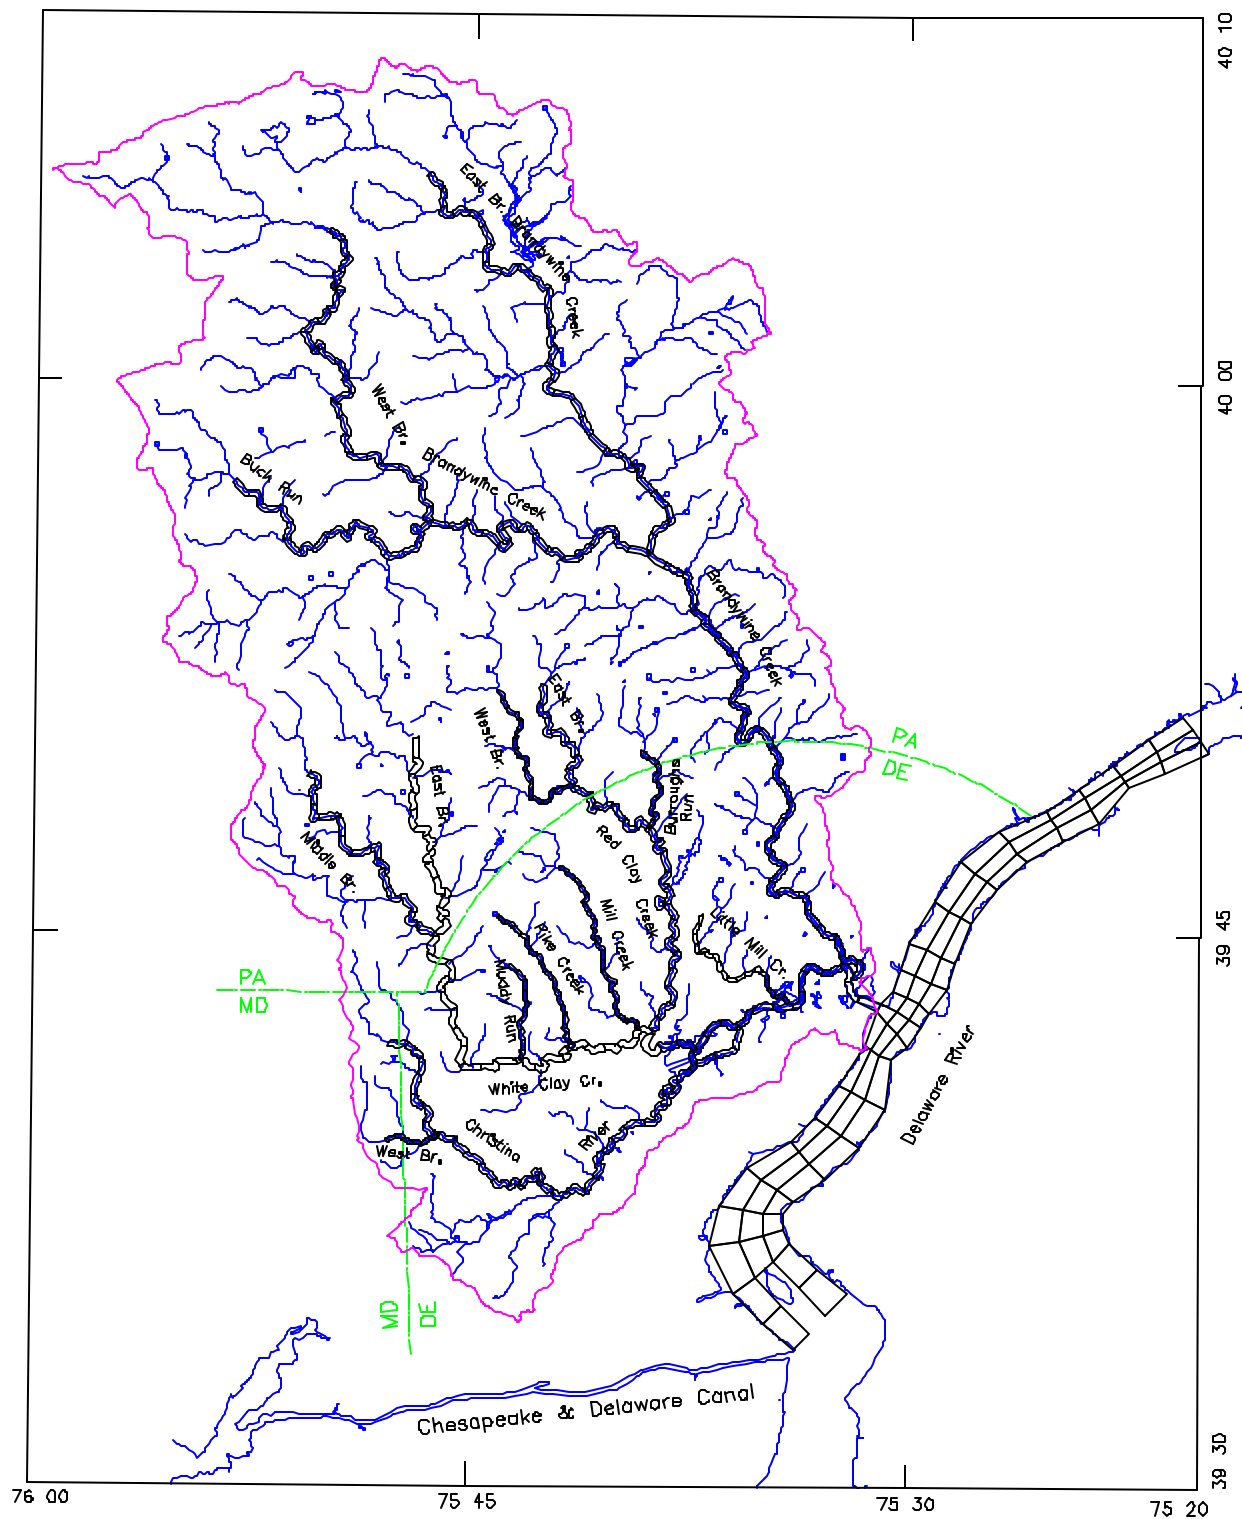 40 10
East Br. Brandywine
Creek
40 00
West Br.
Brandywine Creek
Buck Run
Brandywine Creek
East Br.
West Br.
PA
DE
East Br.
Burroughs
Run
Middle Br.
Red Clay
Creek
Mill Creek
Little Mill Cr.
Pike Creek
39 45
Muddy Run
PA
MD
White Clay Cr.
Delaware River
Christina
River
West Br.
MD
DE
Chesapeake & Delaware Canal
39 30
76 00
75 45
75 30
75 20